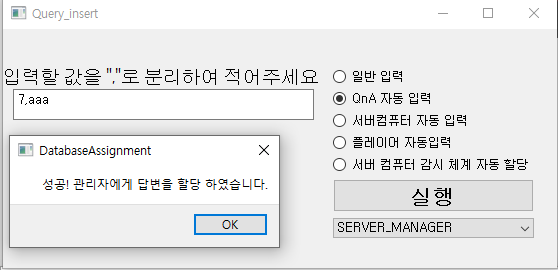 Query_insert
입력할 값을 ","로 분리하여 적어주세요
7,aaa
일반 입력
QnA 자동 입력
서버컴퓨터 자동 입력
플레이어 자동입력
서버 컴퓨터 감시 체계 자동 할당
실행
SERVER_MANAGER
DatabaseAssignment
성공! 관리자에게 답변을 할당 하였습니다.
OK